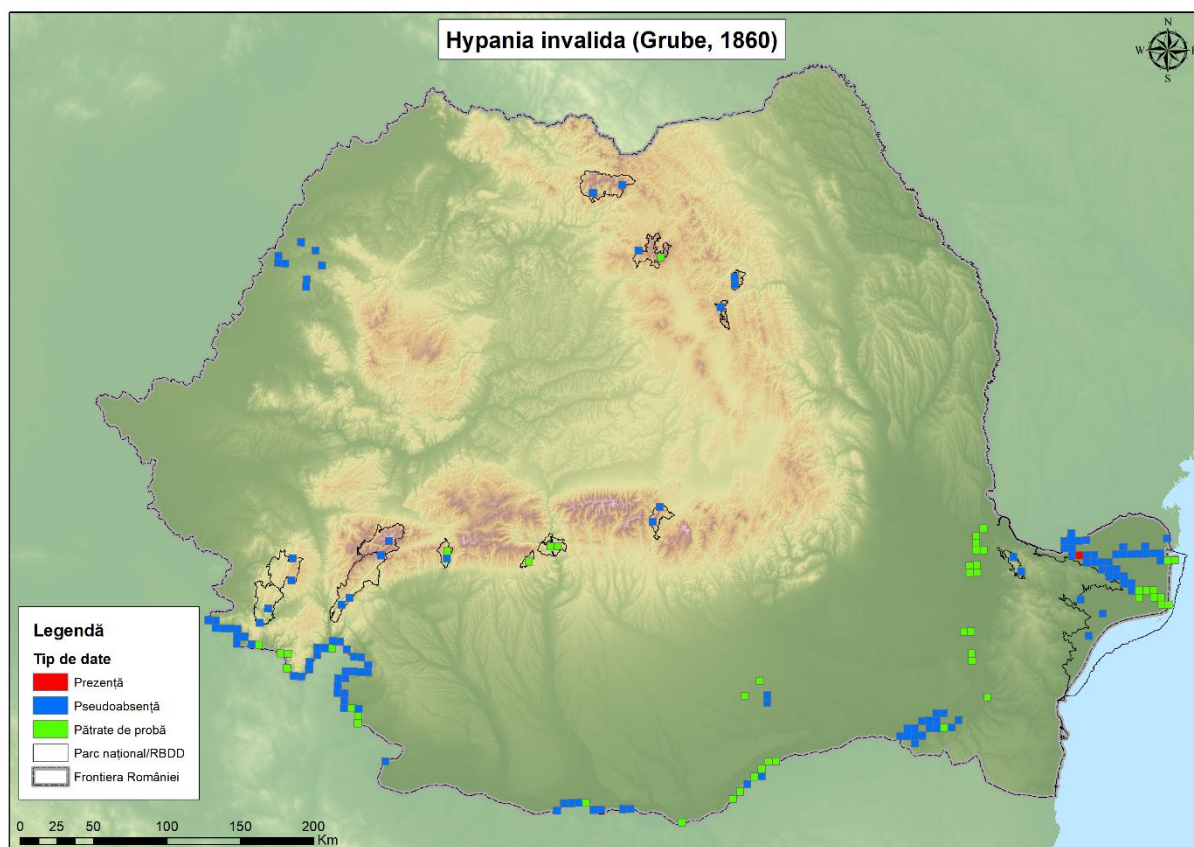 Hypania invalida (Grube, 1860)
N
W
E
S
Legendă
Tip de date
Prezență
Pseudoabsență
Pătrate de probă
Parc național/RBDD
Frontiera României
0 25 50 100 150 200
Km